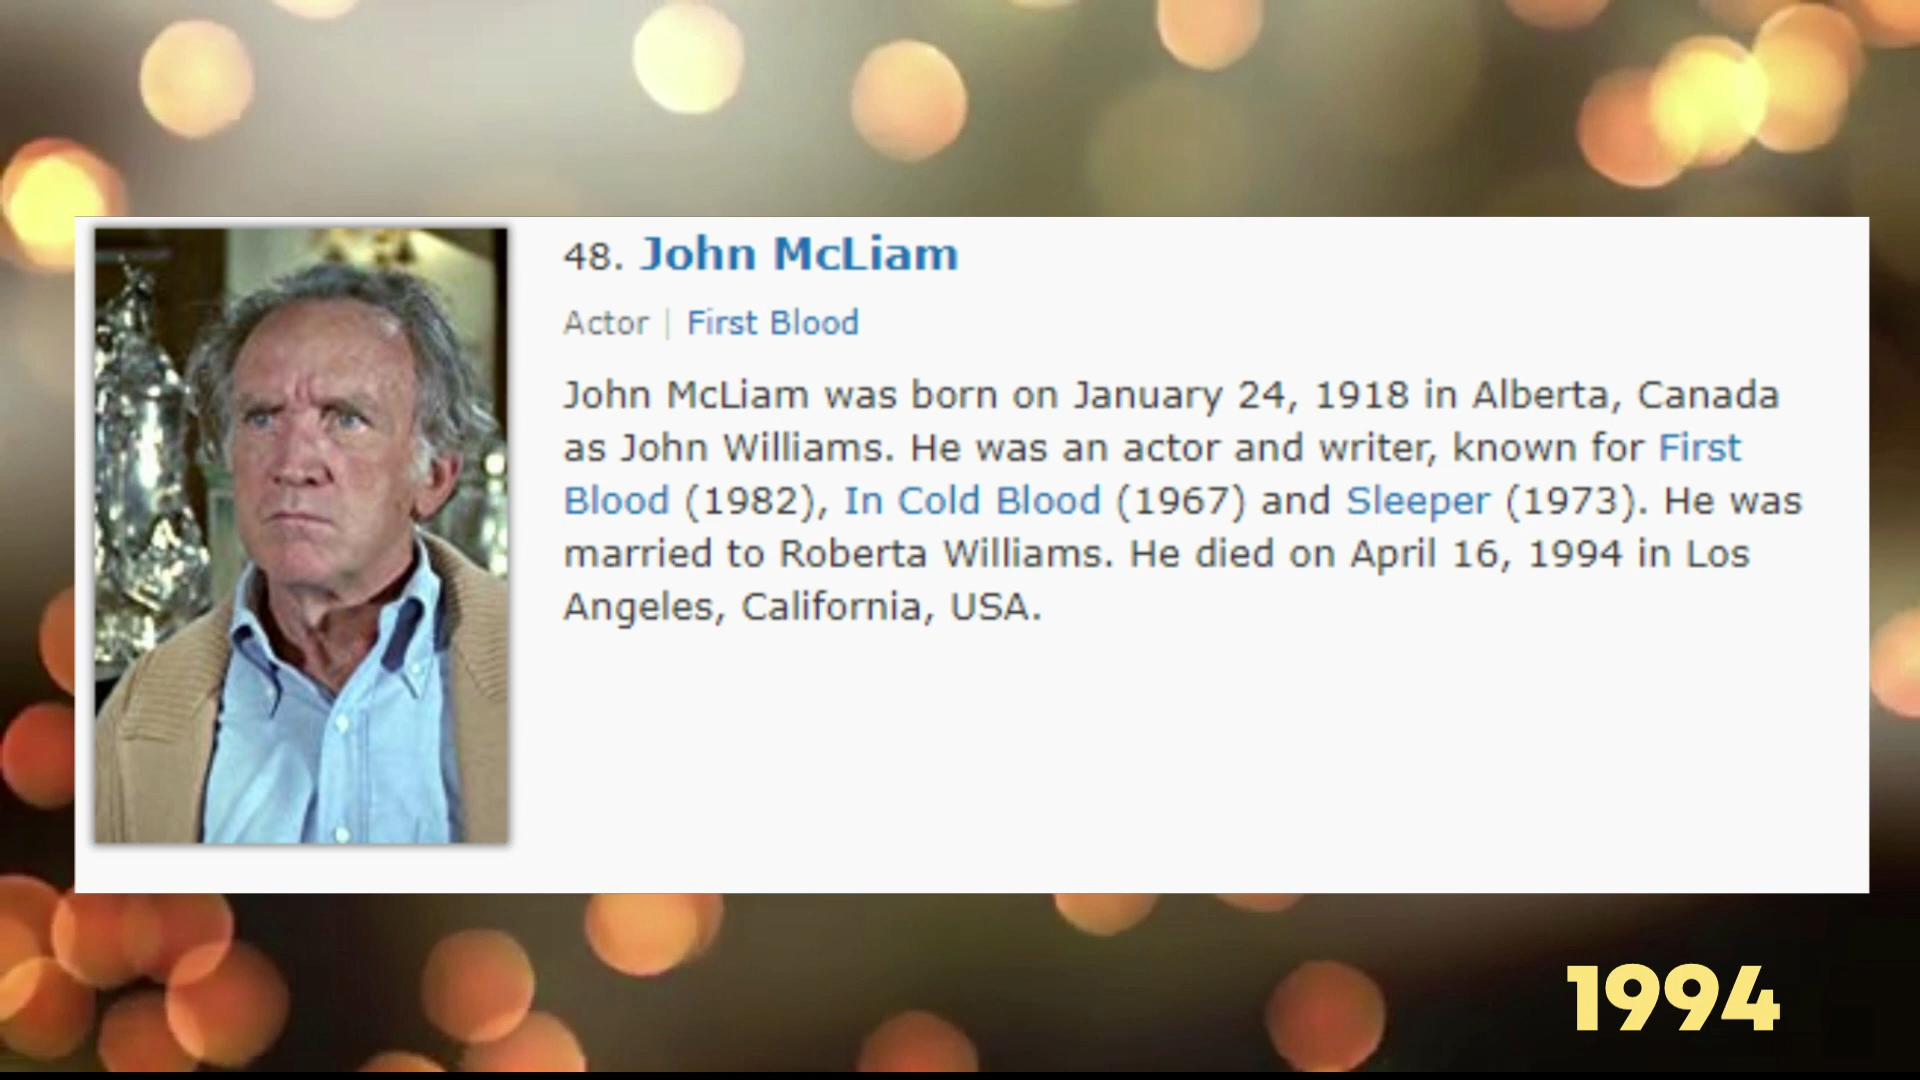 48. John McLiam
Actor | First Blood
John McLiam was born on January 24, 1918 in Alberta, Canada
as John Williams. He was an actor and writer, known for First
Blood (1982), In Cold Blood (1967) and Sleeper (1973). He was
married to Roberta Williams. He died on April 16, 1994 in Los
Angeles, California, USA.
1994